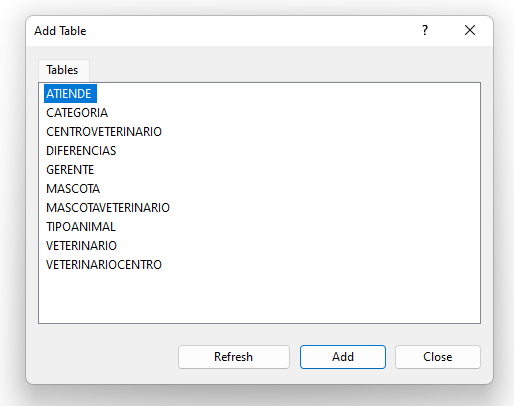 Add Table
?
Tables
ATIENDE
CATEGORIA
CENTROVETERINARIO
DIFERENCIAS
GERENTE
MASCOTA
MASCOTAVETERINARIO
TIPOANIMAL
VETERINARIO
VETERINARIOCENTRO
Refresh Add Close